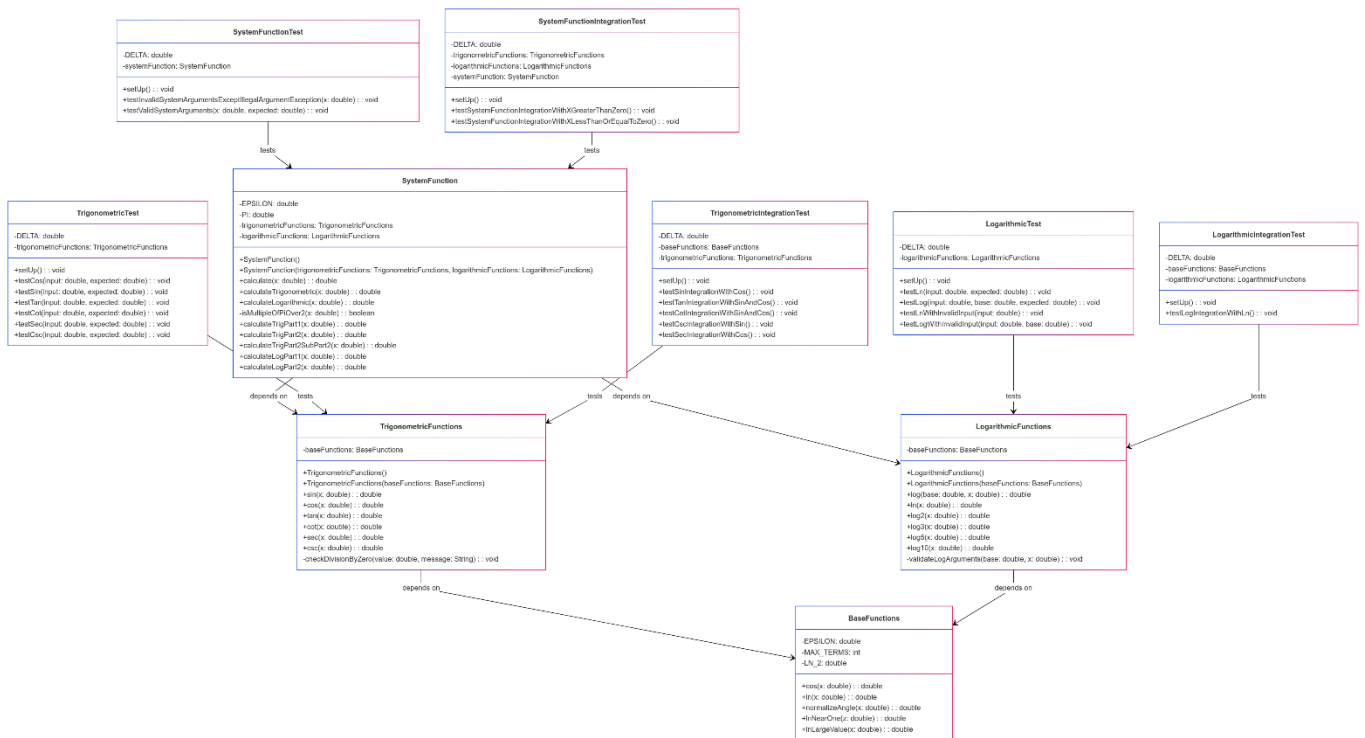 SystemFunctionTest
-DELTA: double
-systemFunction: SystemFunction
+setUp() : : void
+testInvalidSystemArgumentsExceptIllegalArgumentException(x: double) : : void
+testValidSystemArguments(x: double, expected: double) : : void
SystemFunctionIntegrationTest
-DELTA: double
-trigonometricFunctions: TrigonometricFunctions
-logarithmicFunctions: LogarithmicFunctions
-systemFunction: SystemFunction
+setUp() : : void
+testSystemFunctionIntegrationWithXGreaterThanZero() : : void
+testSystemFunctionIntegrationWithXLessThanOrEqualToZero() : : void
tests
tests
SystemFunction
-EPSILON: double
-PI: double
-trigonometricFunctions: TrigonometricFunctions
-logarithmicFunctions: LogarithmicFunctions
+SystemFunction()
+SystemFunction(trigonometricFunctions: TrigonometricFunctions, logarithmicFunctions: LogarithmicFunctions)
+calculate(x: double) : : double
+calculateTrigonometric(x: double) : : double
+calculateLogarithmic(x: double) : : double
-isMultipleOfPiOver2(x: double) : : boolean
+calculateTrigPart1(x: double) : : double
+calculateTrigPart2(x: double) : : double
+calculateTrigPart2SubPart2(x: double) : : double
+calculateLogPart1(x: double) : : double
+calculateLogPart2(x: double) : : double
TrigonometricTest
-DELTA: double
-trigonometricFunctions: TrigonometricFunctions
+setUp() : : void
+testCos(input: double, expected: double) : : void
+testSin(input: double, expected: double) : : void
+testTan(input: double, expected: double) : : void
+testCot(input: double, expected: double) : : void
+testSec(input: double, expected: double) : : void
+testCsc(input: double, expected: double) : : void
TrigonometricIntegrationTest
-DELTA: double
-baseFunctions: BaseFunctions
-trigonometricFunctions: TrigonometricFunctions
+setUp() : : void
+testSinIntegrationWithCos() : : void
+testTanIntegrationWithSinAndCos() : : void
+testCotIntegrationWithSinAndCos() : : void
+testCscIntegrationWithSin() : : void
+testSecIntegrationWithCos() : : void
LogarithmicTest
-DELTA: double
-logarithmicFunctions: LogarithmicFunctions
+setUp() : : void
+testLn(input: double, expected: double) : : void
+testLog(input: double, base: double, expected: double) : : void
+testLnWithInvalidInput(input: double) : : void
+testLogWithInvalidInput(input: double, base: double) : : void
LogarithmicIntegrationTest
-DELTA: double
-baseFunctions: BaseFunctions
-logarithmicFunctions: LogarithmicFunctions
+setUp() : : void
+testLogIntegrationWithLn() : : void
depends on
tests
tests
depends on
tests
tests
TrigonometricFunctions
-baseFunctions: BaseFunctions
+TrigonometricFunctions()
+TrigonometricFunctions(baseFunctions: BaseFunctions)
+sin(x: double) : : double
+cos(x: double) : : double
+tan(x: double) : : double
+cot(x: double) : : double
+sec(x: double) : : double
+csc(x: double) : : double
-checkDivisionByZero(value: double, message: String) : : void
LogarithmicFunctions
-baseFunctions: BaseFunctions
+LogarithmicFunctions()
+LogarithmicFunctions(baseFunctions: BaseFunctions)
+log(base: double, x: double) : : double
+ln(x: double) : : double
+log2(x: double) : : double
+log3(x: double) : : double
+log5(x: double) : : double
+log10(x: double) : : double
-validateLogArguments(base: double, x: double) : : void
depends on
depends on
BaseFunctions
-EPSILON: double
-MAX_TERMS: int
-LN_2: double
+cos(x: double) : : double
+ln(x: double) : : double
+normalizeAngle(x: double) : : double
+lnNearOne(z: double) : : double
+lnLargeValue(x: double) : : double